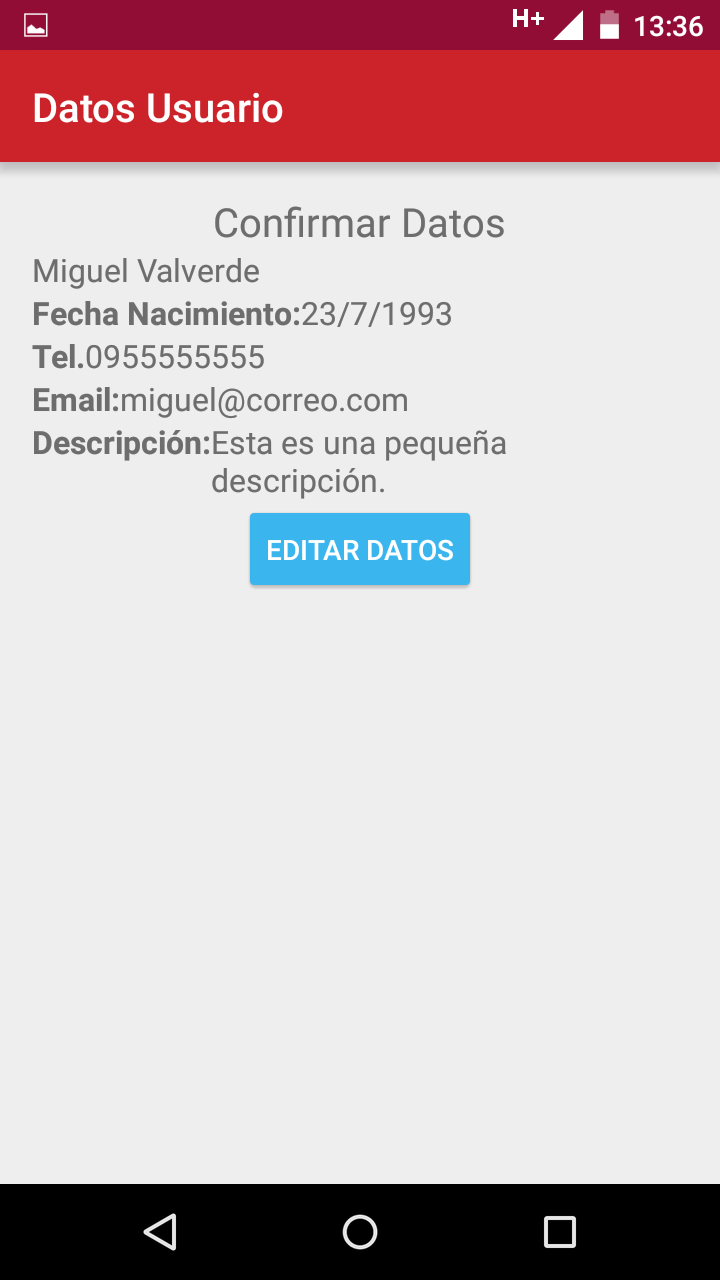 H+ 13:36
Datos Usuario
Confirmar Datos
Miguel Valverde
Fecha Nacimiento:23/7/1993
Tel.0955555555
Email:miguel@correo.com
Descripción:Esta es una pequeña
descripción.
EDITAR DATOS